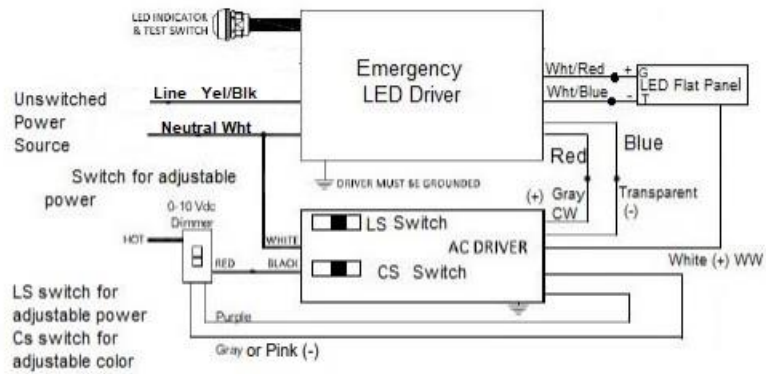 LED INDICATOR
& TEST SWITCH
Emergency
LED Driver
Wht/Red
+
G
LED Flat Panel
Wht/Blue
-
T
Unswitched
Power
Source
Line Yel/Blk
Neutral Wht
Red
Blue
DRIVER MUST BE GROUNDED
Switch for adjustable
power
(+) Gray
CW
Transparent
(-)
0-10 Vdc
Dimmer
HOT
LS Switch
WHITE
AC DRIVER
White (+) WW
RED
BLACK
CS Switch
LS switch for
adjustable power
Cs switch for
adjustable color
Purple
Gray or Pink (-)